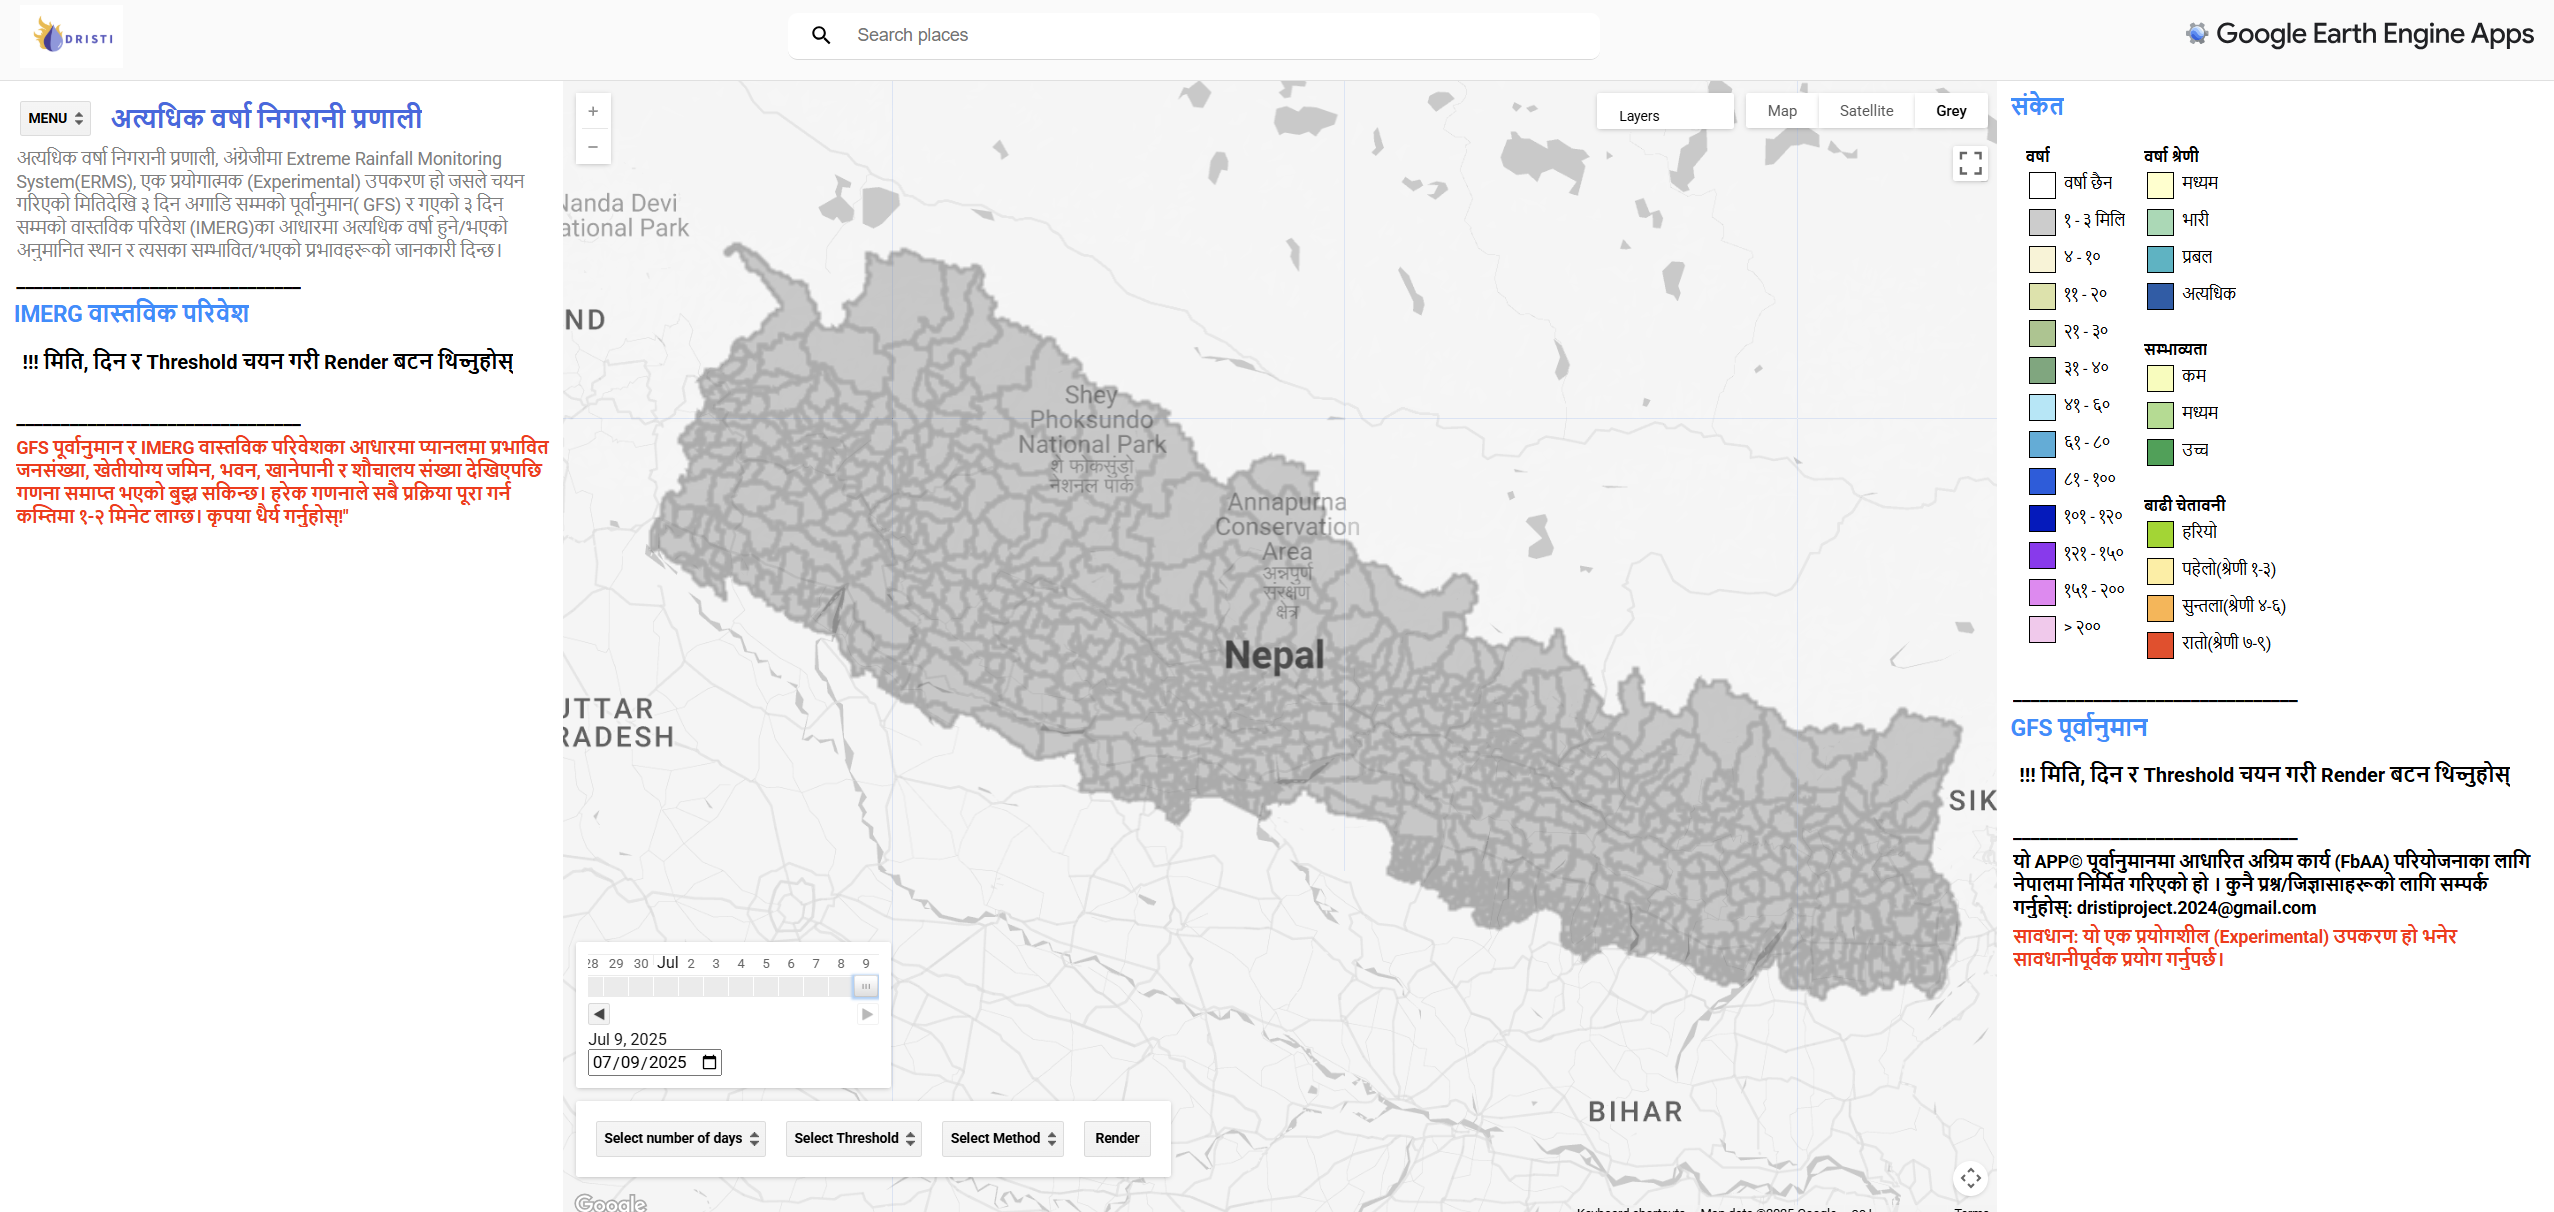 DRISTI
Search places
Google Earth Engine Apps
MENU
अत्यधिक वर्षा निगरानी प्रणाली
अत्यधिक वर्षा निगरानी प्रणाली, अंग्रेजीमा Extreme Rainfall Monitoring
System(ERMS), एक प्रयोगात्मक (Experimental) उपकरण हो जसले चयन
गरिएको मितिदेखि ३ दिन अगाडि सम्मको पूर्वानुमान( GFS) र गएको ३ दिन
सम्मको वास्तविक परिवेश (IMERG)का आधारमा अत्यधिक वर्षा हुने/भएको
अनुमानित स्थान र त्यसका सम्भावित/भएको प्रभावहरूको जानकारी दिन्छ।
IMERG वास्तविक परिवेश
!!! मिति, दिन र Threshold चयन गरी Render बटन थिच्नुहोस्
GFS पूर्वानुमान र IMERG वास्तविक परिवेशका आधारमा प्यानलमा प्रभावित
जनसंख्या, खेतीयोग्य जमिन, भवन, खानेपानी र शौचालय संख्या देखिएपछि
गणना समाप्त भएको बुझ्न सकिन्छ। हरेक गणनाले सबै प्रक्रिया पूरा गर्न
कम्तिमा १-२ मिनेट लाग्छ। कृपया धैर्य गर्नुहोस्!"
+
−
Layers
Map
Satellite
Grey
Nanda Devi
ational Park
ND
Shey
Phoksundo
National Park
शे फोकसुंडो
नेशनल पार्क
Annapurna
Conservation
Area
अन्नपुर्ण
संरक्षण
क्षेत्र
Nepal
UTTAR
RADESH
SIK
BIHAR
28 29 30 Jul 2 3 4 5 6 7 8 9
Jul 9, 2025
07/09/2025
Select number of days
Select Threshold
Select Method
Render
Google
Keyboard shortcuts
Map data ©2025 Google
Terms
संकेत
वर्षा
वर्षा छैन
१ - ३ मिलि
४ - १०
११ - २०
२१ - ३०
३१ - ४०
४१ - ६०
६१ - ८०
८१ - १००
१०१ - १२०
१२१ - १५०
१५१ - २००
> २००
वर्षा श्रेणी
मध्यम
भारी
प्रबल
अत्यधिक
सम्भाव्यता
कम
मध्यम
उच्च
बाढी चेतावनी
हरियो
पहेलो(श्रेणी १-३)
सुन्तला(श्रेणी ४-६)
रातो(श्रेणी ७-९)
GFS पूर्वानुमान
!!! मिति, दिन र Threshold चयन गरी Render बटन थिच्नुहोस्
यो APP© पूर्वानुमानमा आधारित अग्रिम कार्य (FbAA) परियोजनाका लागि
नेपालमा निर्मित गरिएको हो । कुनै प्रश्न/जिज्ञासाहरूको लागि सम्पर्क
गर्नुहोस्: dristiproject.2024@gmail.com
सावधान: यो एक प्रयोगशील (Experimental) उपकरण हो भनेर
सावधानीपूर्वक प्रयोग गर्नुपर्छ।